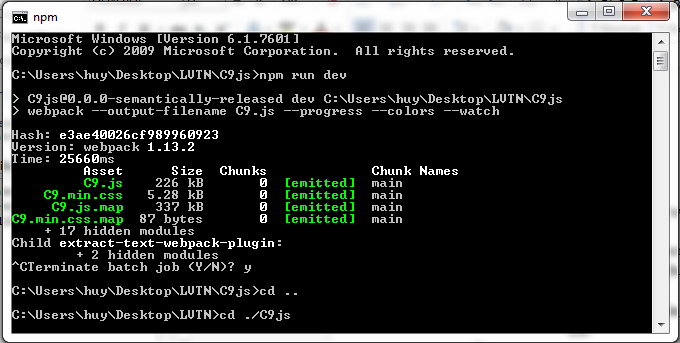 npm
Microsoft Windows [Version 6.1.7601]
Copyright (c) 2009 Microsoft Corporation.  All rights reserved.
C:\Users\huy\Desktop\LVTN\C9js>npm run dev
> C9js@0.0.0-semantically-released dev C:\Users\huy\Desktop\LVTN\C9js
> webpack --output-filename C9.js --progress --colors --watch
Hash: e3ae40026cf989960923
Version: webpack 1.13.2
Time: 25660ms
Asset Size Chunks Chunk Names
C9.js 226 kB 0 [emitted] main
C9.min.css 5.28 kB 0 [emitted] main
C9.js.map 337 kB 0 [emitted] main
C9.min.css.map 87 bytes 0 [emitted] main
+ 17 hidden modules
Child extract-text-webpack-plugin:
+ 2 hidden modules
^CTerminate batch job (Y/N)? y
C:\Users\huy\Desktop\LVTN\C9js>cd ..
C:\Users\huy\Desktop\LVTN>cd ./C9js